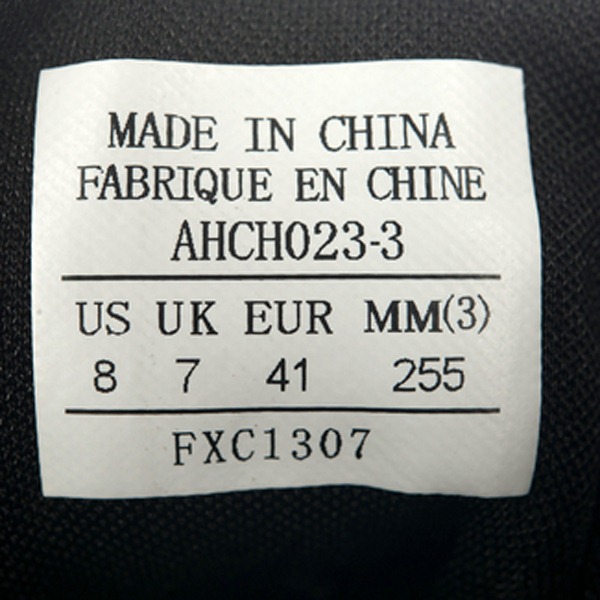 MADE IN CHINA
FABRIQUE EN CHINE
AHCH023-3
US UK EUR MM(3)
8 7 41 255
FXC1307